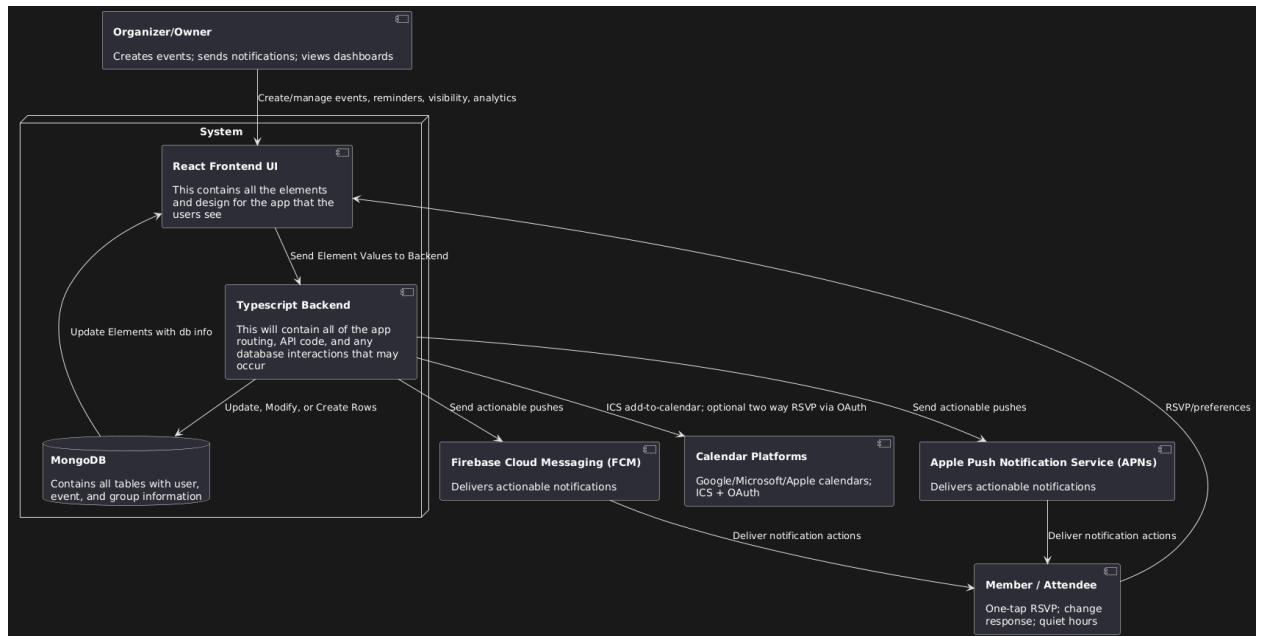 Organizer/Owner
Creates events; sends notifications; views dashboards
Create/manage events, reminders, visibility, analytics
System
React Frontend UI
This contains all the elements
and design for the app that the
users see
Send Element Values to Backend
Typescript Backend
This will contain all of the app
routing, API code, and any
database interactions that may
occur
Update Elements with db info
Update, Modify, or Create Rows
Send actionable pushes
ICS add-to-calendar; optional two way RSVP via OAuth
Send actionable pushes
RSVP/preferences
MongoDB
Contains all tables with user,
event, and group information
Firebase Cloud Messaging (FCM)
Delivers actionable notifications
Calendar Platforms
Google/Microsoft/Apple calendars;
ICS + OAuth
Apple Push Notification Service (APNs)
Delivers actionable notifications
Deliver notification actions
Deliver notification actions
Member / Attendee
One-tap RSVP; change
response; quiet hours